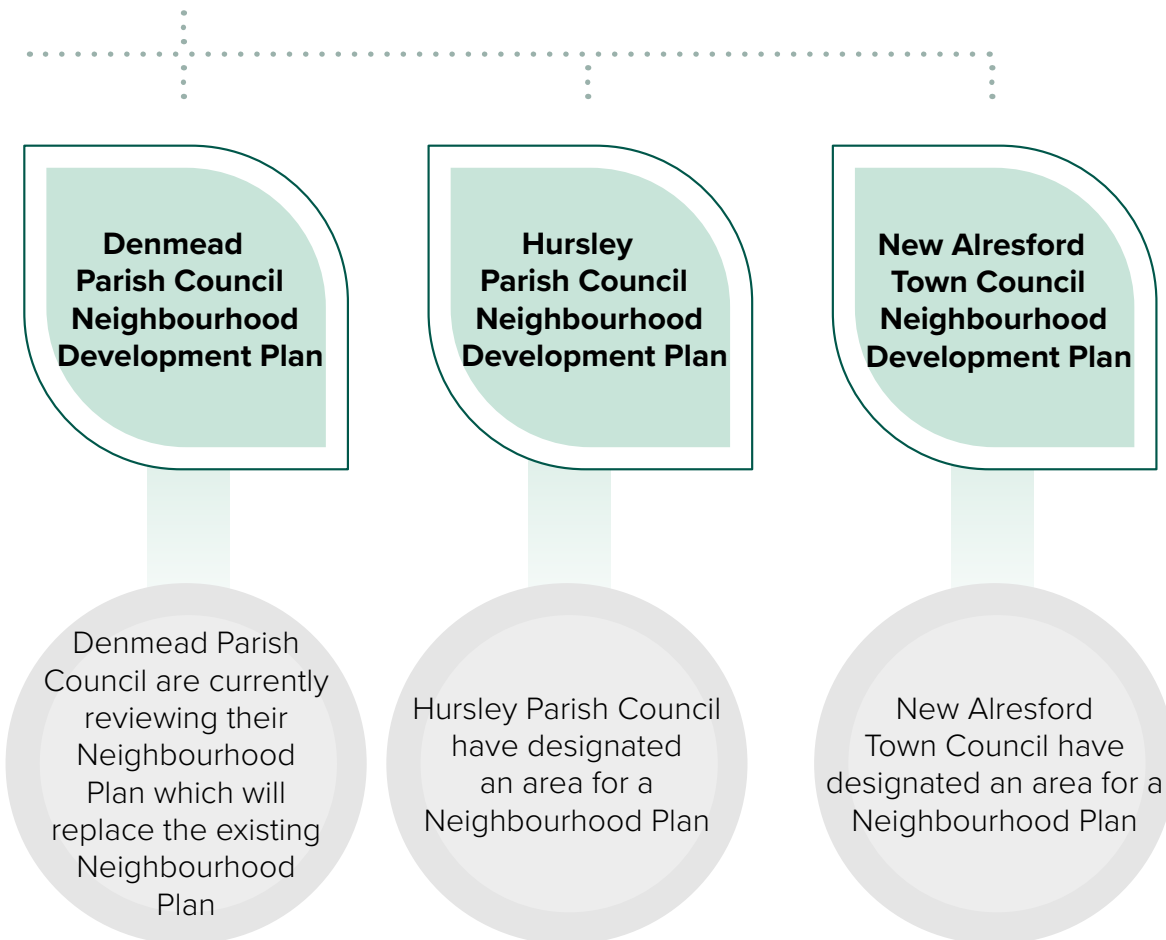 Denmead
Parish Council
Neighbourhood
Development Plan
Hursley
Parish Council
Neighbourhood
Development Plan
New Alresford
Town Council
Neighbourhood
Development Plan
Denmead Parish
Council are currently
reviewing their
Neighbourhood
Plan which will
replace the existing
Neighbourhood
Plan
Hursley Parish Council
have designated
an area for a
Neighbourhood Plan
New Alresford
Town Council have
designated an area for a
Neighbourhood Plan